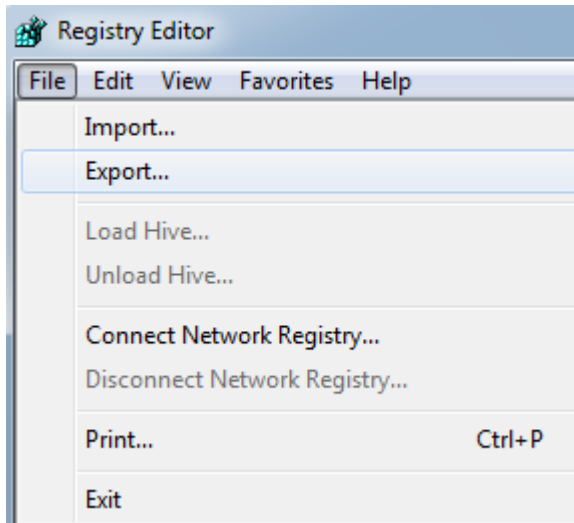 Registry Editor
File Edit View Favorites Help
Import...
Export...
Load Hive...
Unload Hive...
Connect Network Registry...
Disconnect Network Registry...
Print... Ctrl+P
Exit